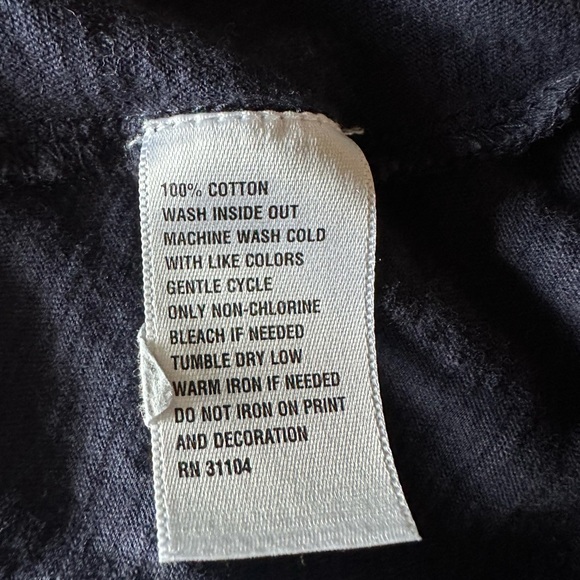 100% COTTON
WASH INSIDE OUT
MACHINE WASH COLD
WITH LIKE COLORS
GENTLE CYCLE
ONLY NON-CHLORINE
BLEACH IF NEEDED
TUMBLE DRY LOW
WARM IRON IF NEEDED
DO NOT IRON ON PRINT
AND DECORATION
RN 31104